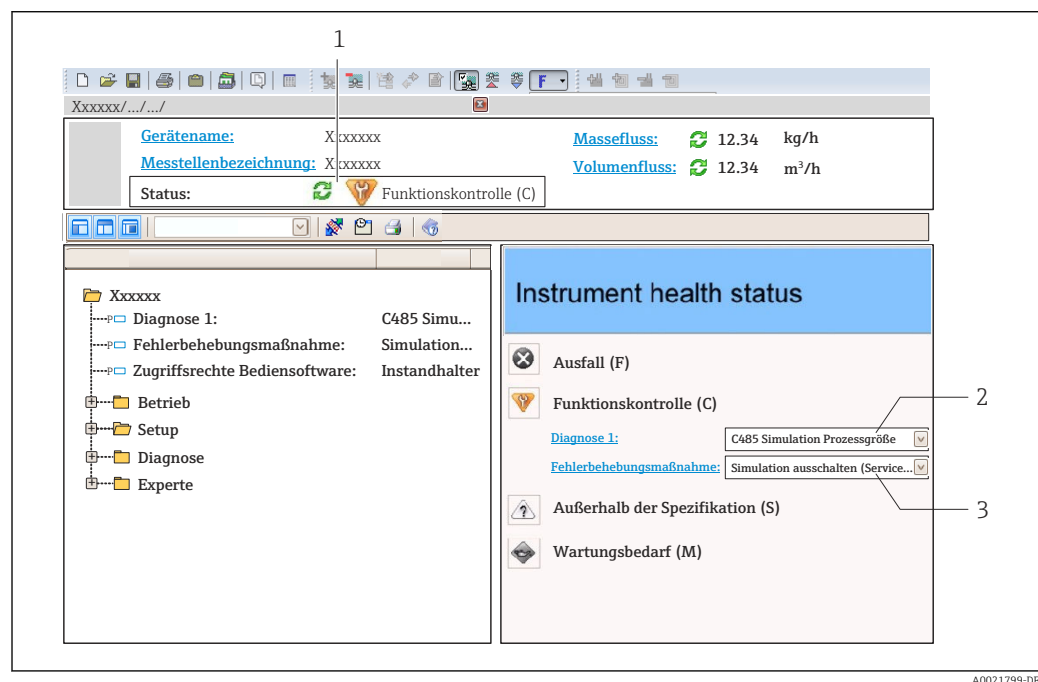 1
F
Xxxxxx/.../.../
Gerätename: Xxxxxxx
Massefluss: 12.34 kg/h
Messtellenbezeichnung: Xxxxxxx
Volumenfluss: 12.34 m³/h
Status: Funktionskontrolle (C)
Xxxxxx
P Diagnose 1: C485 Simu...
P Fehlerbehebungsmaßnahme: Simulation...
P Zugriffsrechte Bediensoftware: Instandhalter
Betrieb
Setup
Diagnose
Experte
Instrument health status
Ausfall (F)
Funktionskontrolle (C)
2
Diagnose 1: C485 Simulation Prozessgröße
Fehlerbehebungsmaßnahme: Simulation ausschalten (Service...
Außerhalb der Spezifikation (S)
3
Wartungsbedarf (M)
A0021799-DE